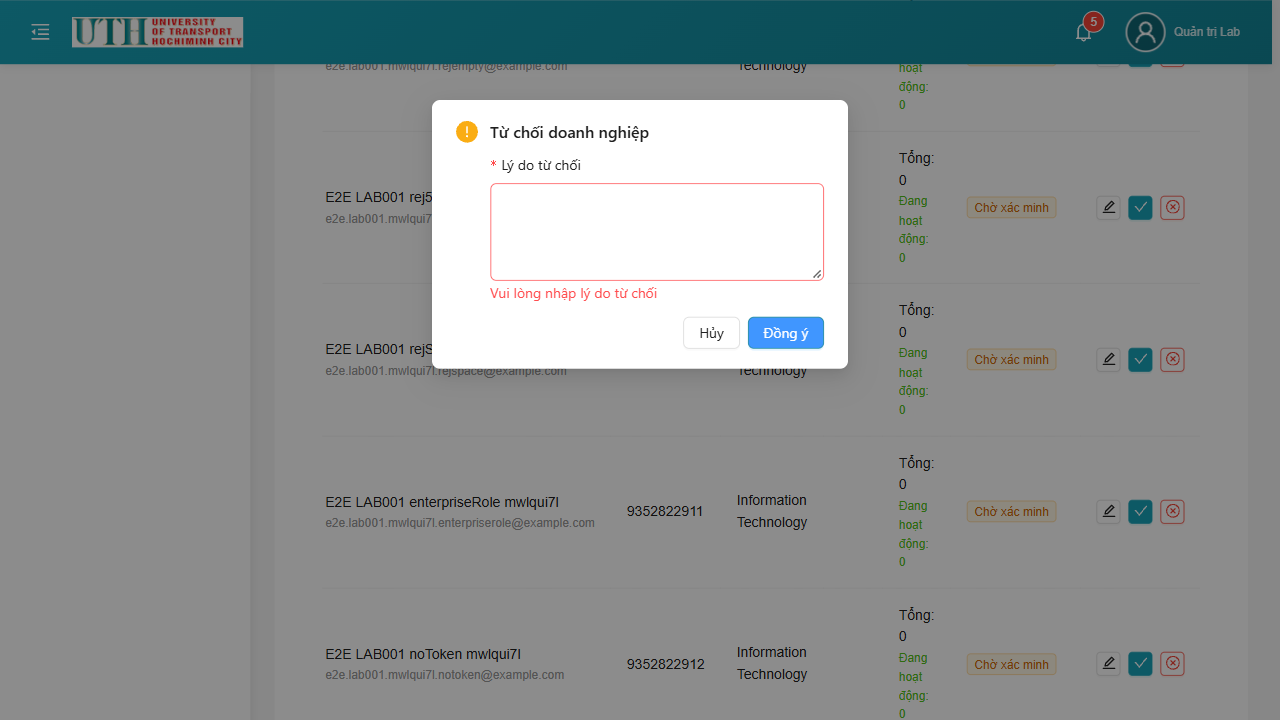 UTH UNIVERSITY
OF TRANSPORT
HOCHIMINH CITY
5
Quản trị Lab
e2e.lab001.mwlqui7l.rejempty@example.com
Technology
hoạt
động:
0
Từ chối doanh nghiệp
* Lý do từ chối
Vui lòng nhập lý do từ chối
Hủy
Đồng ý
E2E LAB001 rej5
e2e.lab001.mwlqui7l
Tổng:
0
Đang
hoạt
động:
0
Chờ xác minh
E2E LAB001 rejS
e2e.lab001.mwlqui7l.rejspace@example.com
Technology
Tổng:
0
Đang
hoạt
động:
0
Chờ xác minh
E2E LAB001 enterpriseRole mwlqui7l
e2e.lab001.mwlqui7l.enterpriserole@example.com
9352822911
Information
Technology
Tổng:
0
Đang
hoạt
động:
0
Chờ xác minh
E2E LAB001 noToken mwlqui7l
e2e.lab001.mwlqui7l.notoken@example.com
9352822912
Information
Technology
Tổng:
0
Đang
hoạt
động:
0
Chờ xác minh